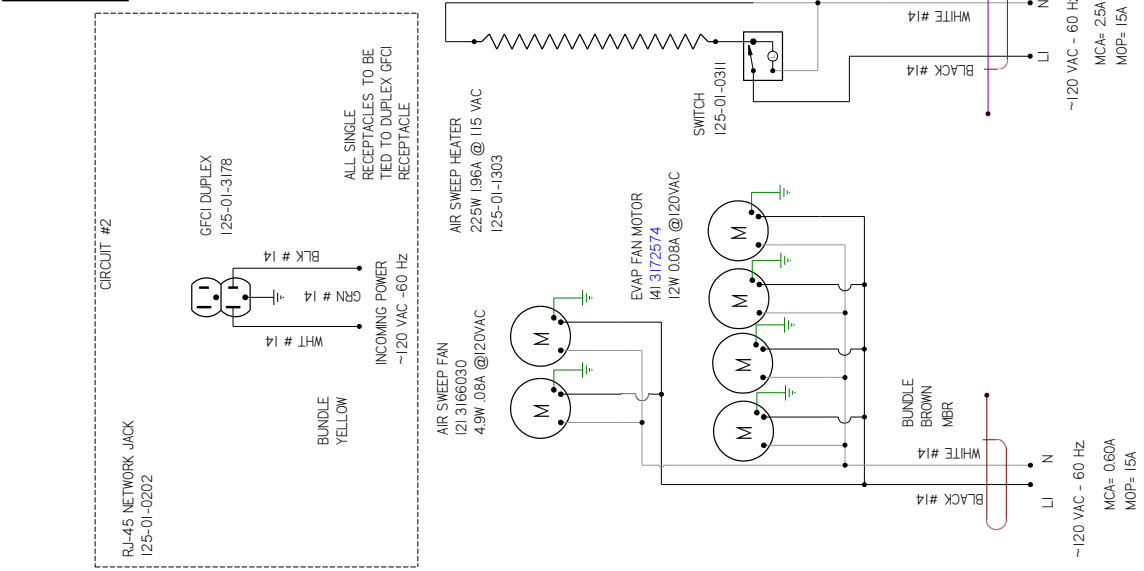 CIRCUIT #2
RJ-45 NETWORK JACK
125-01-0202
BUNDLE
YELLOW
GFCI DUPLEX
125-01-3178
WHT # 14
GRN # 14
BLK # 14
INCOMING POWER
~120 VAC -60 HZ
ALL SINGLE
RECEPTACLES TO BE
TIED TO DUPLEX GFCI
RECEPTACLE
AIR SWEEP FAN
(2) 3166030
4.9W .08A @120VAC
M
M
AIR SWEEP HEATER
225W 1.96A @ 115 VAC
125-01-1303
EVAP FAN MOTOR
(4) 3172574
12W 0.08A @120VAC
M
M
M
M
SWITCH
125-01-0311
BUNDLE
BROWN
MBR
BLACK #14
WHITE #14
L1
N
~120 VAC - 60 HZ
MCA= 0.60A
MOP= 15A
BLACK #14
WHITE #14
L1
N
~120 VAC - 60 HZ
MCA= 2.5A
MOP= 15A